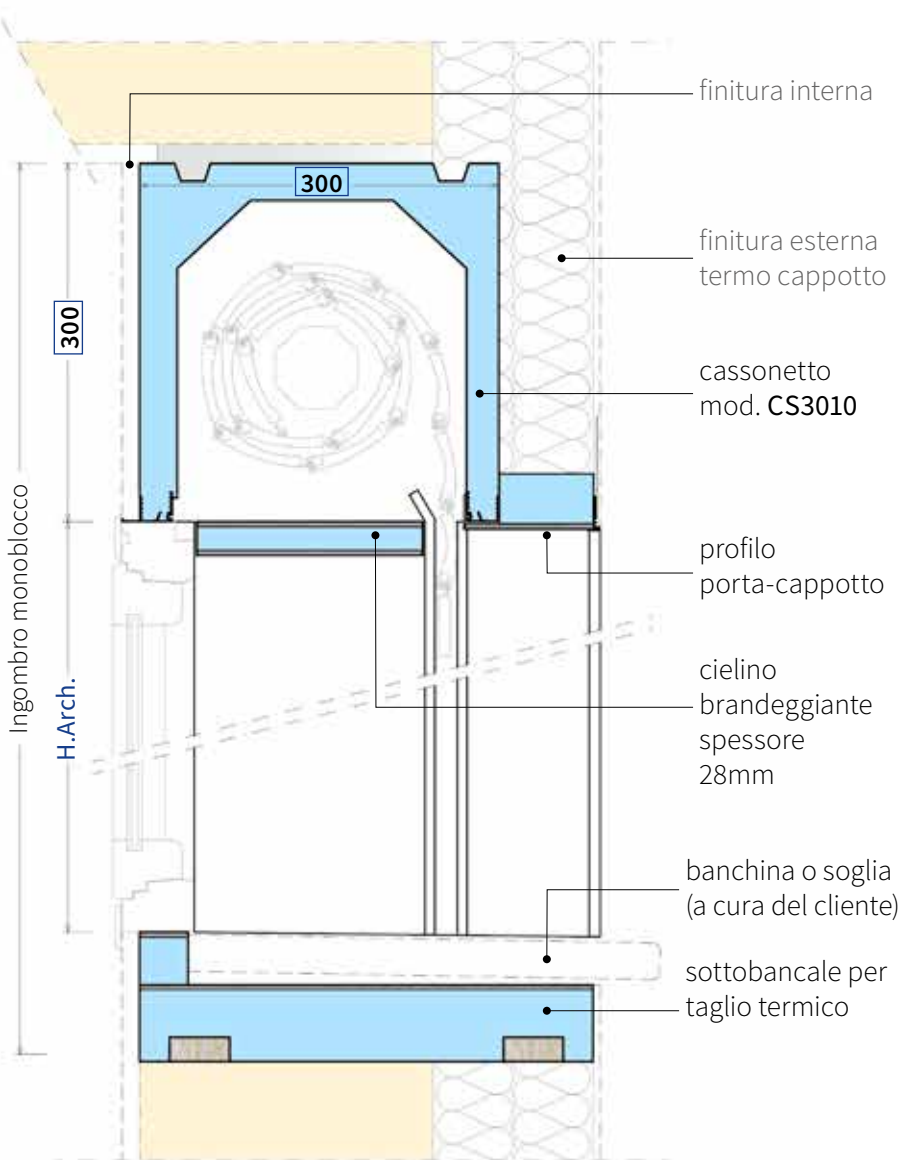 finitura interna
300
finitura esterna
termo cappotto
300
cassonetto
mod. CS3010
profilo
porta-cappotto
Ingombro monoblocco
H.Arch.
cielino
brandeggiante
spessore
28mm
banchina o soglia
(a cura del cliente)
sottobancale per
taglio termico